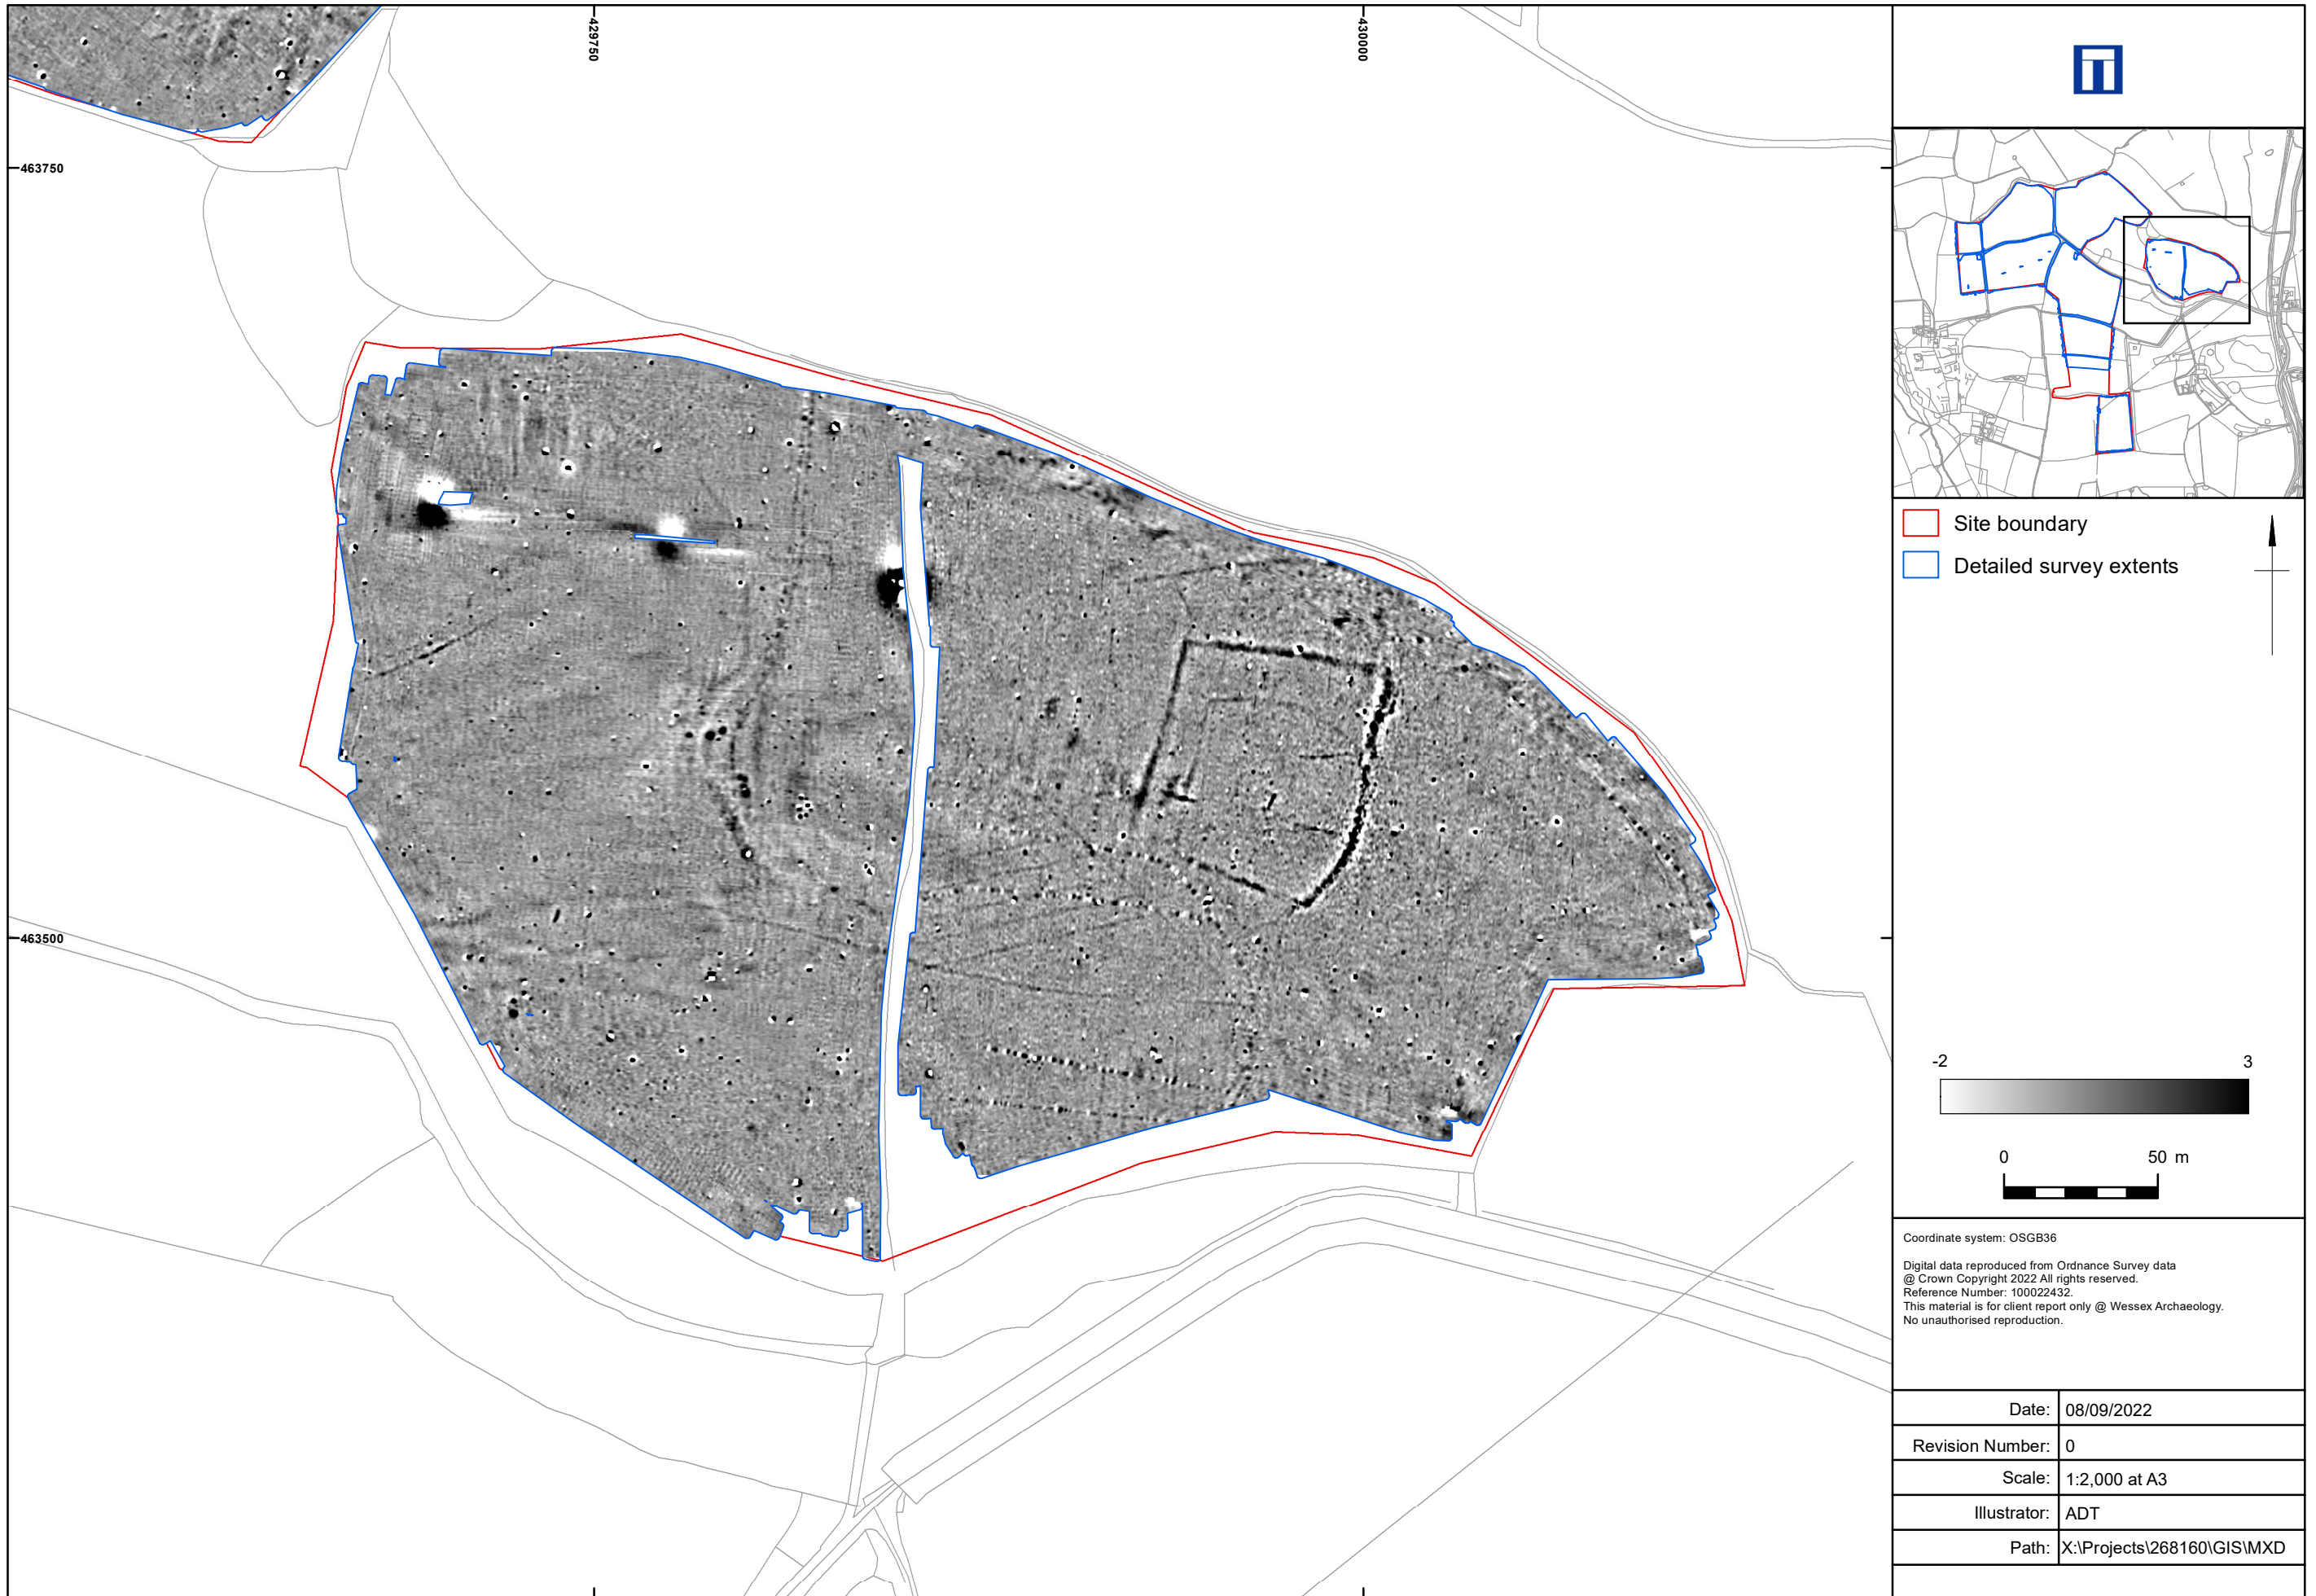 429750
430000
463750
463500
Site boundary
Detailed survey extents
-2
3
0
50 m
Coordinate system: OSGB36
Digital data reproduced from Ordnance Survey data
@ Crown Copyright 2022 All rights reserved.
Reference Number: 100022432.
This material is for client report only @ Wessex Archaeology.
No unauthorised reproduction.
Date: 08/09/2022
Revision Number: 0
Scale: 1:2,000 at A3
Illustrator: ADT
Path: X:\Projects\268160\GIS\MXD